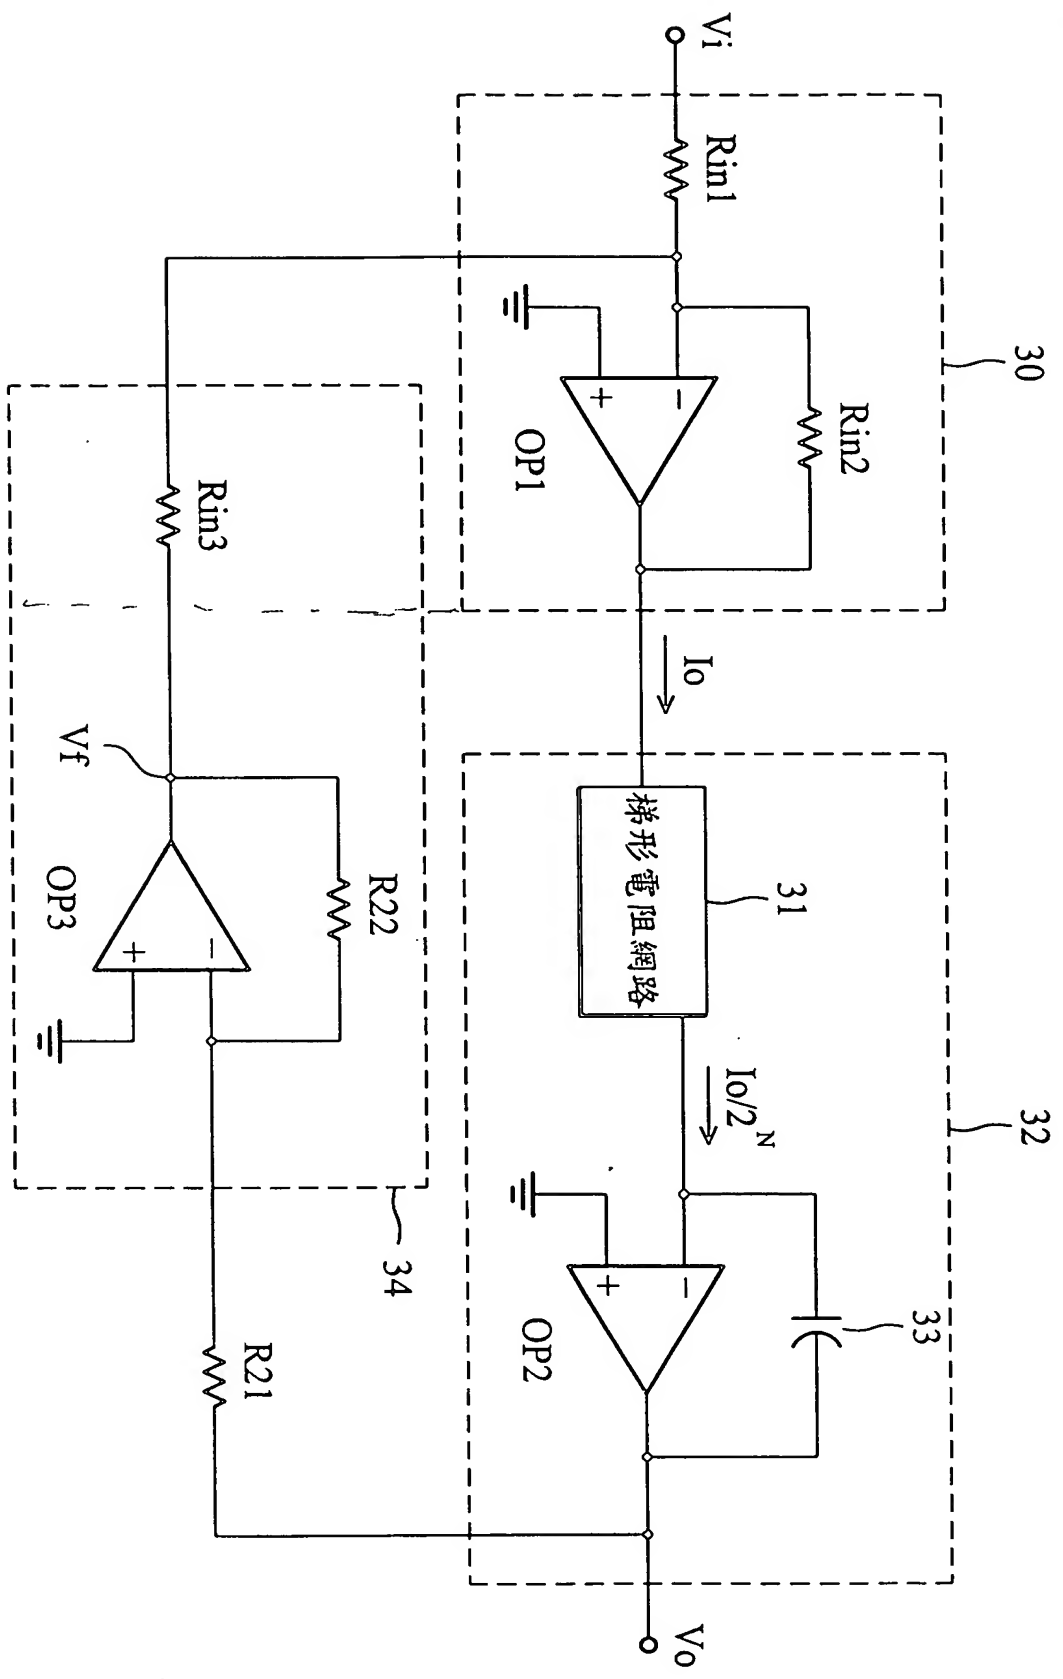 Vi
30
Rin1
Rin2
−
+
OP1
Io
32
31
梯形電阻網路
Io/2^N
33
−
+
OP2
Vo
Rin3
Vf
R22
−
+
OP3
34
R21